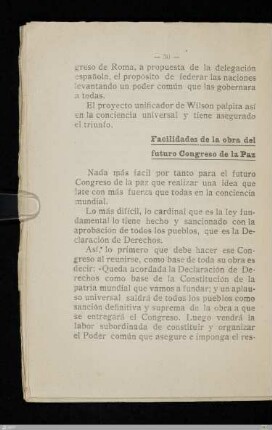 — 70 —
greso de Roma, a propuesta de la delegación
española, el propósito de federar las naciones
levantando un poder común que las gobernara
a todas.
El proyecto unificador de Wilson palpita así
en la conciencia universal y tiene asegurado
el triunfo.
Facilidades de la obra del
futuro Congreso de la Paz
Nada más fácil por tanto para el futuro
Congreso de la paz que realizar una idea que
late con más fuerza que todas en la conciencia
mundial.
Lo más difícil, lo cardinal que es la ley fun-
damental lo tiene hecho y sancionado con la
aprobación de todos los pueblos, que es la De-
claración de Derechos.
Así, lo primero que debe hacer ese Con-
greso al reunirse, como base de toda su obra es
decir: «Queda acordada la Declaración de De-
rechos como base de la Constitución de la
patria mundial que vamos a fundar; y un aplau-
so universal saldrá de todos los pueblos como
sanción definitiva y suprema de la obra a que
se entregará el Congreso. Luego vendrá la
labor subordinada de constituir y organizar
el Poder común que asegure e imponga el res-